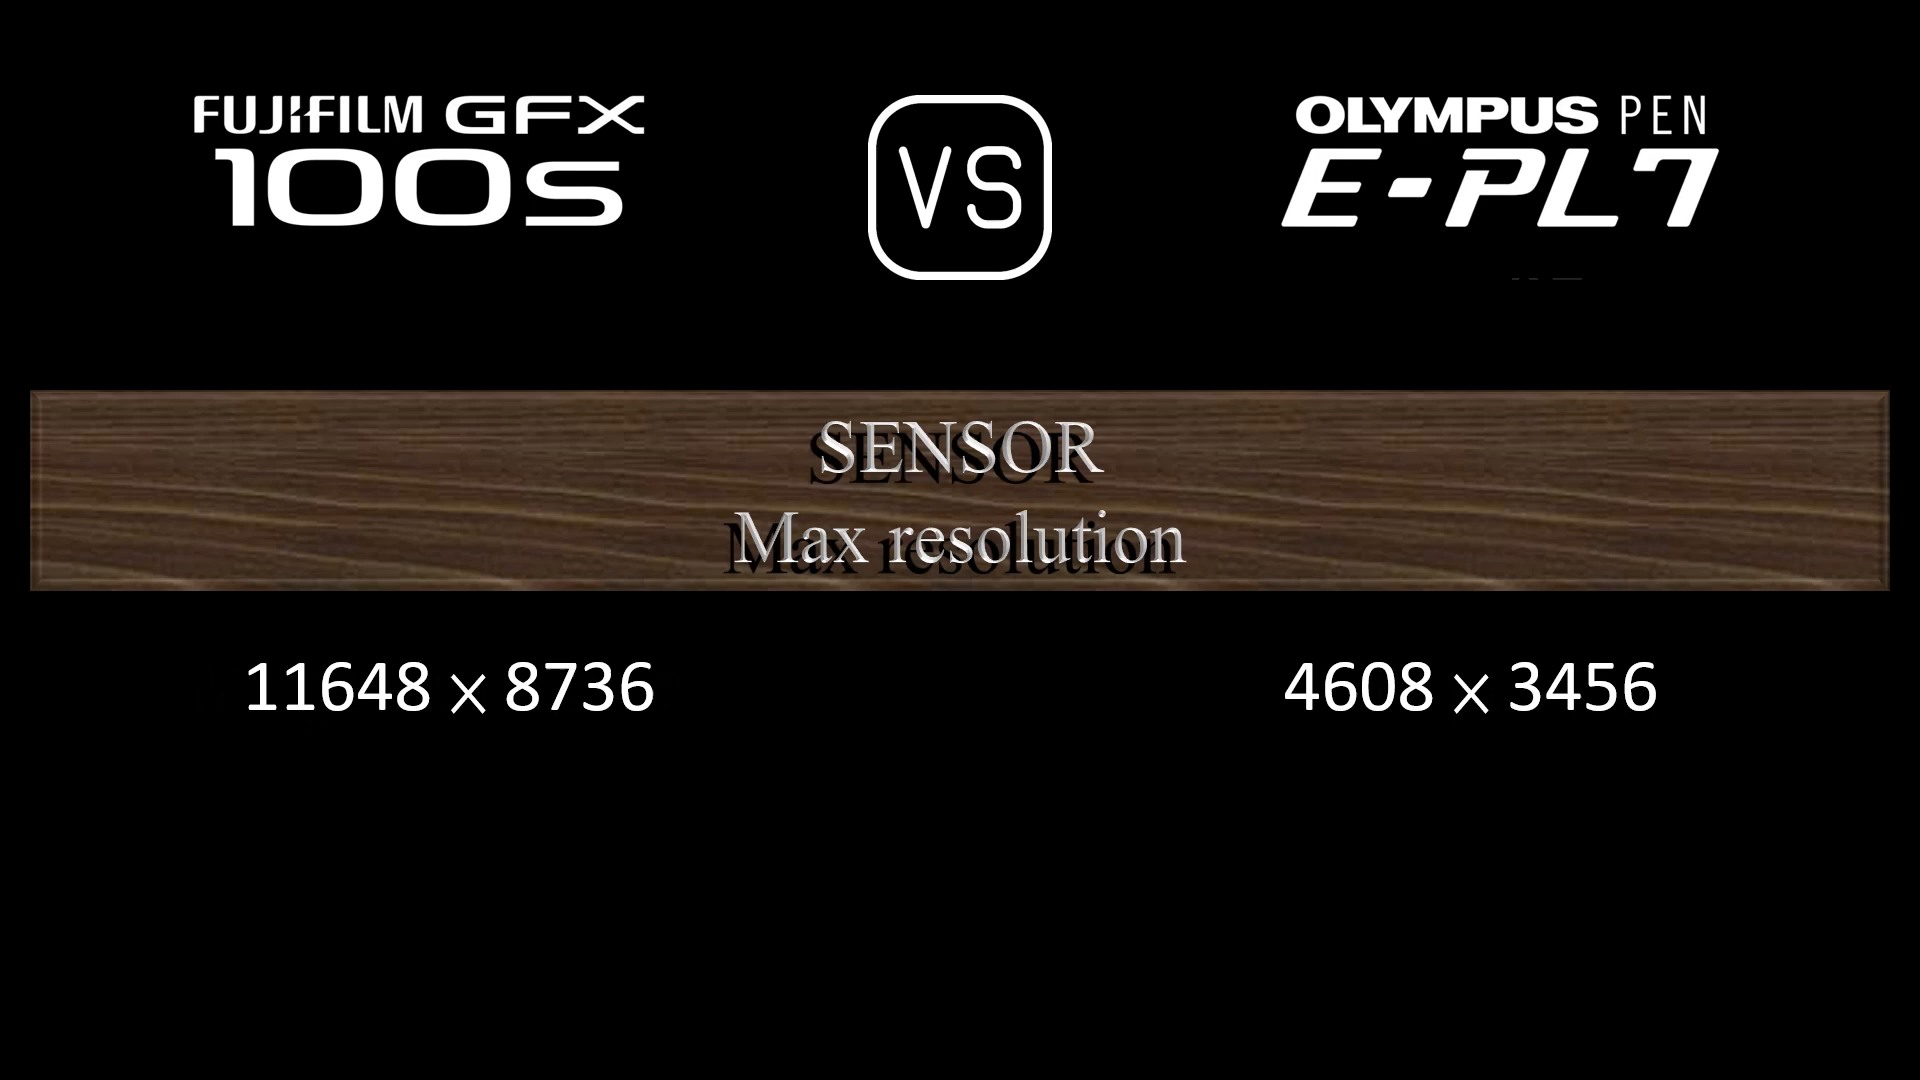 FUJIFILM GFX
100S
VS
OLYMPUS PEN
E-PL7
SENSOR
Max resolution
11648 x 8736
4608 x 3456